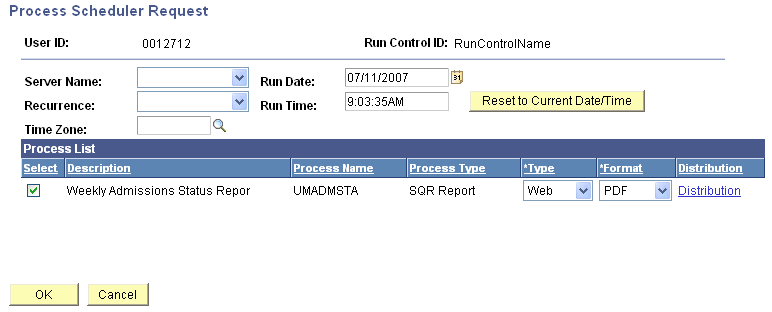 Process Scheduler Request
User ID: 0012712 Run Control ID: RunControlName
Server Name: Run Date: 07/11/2007 31
Recurrence: Run Time: 9:03:35AM Reset to Current Date/Time
Time Zone:
Process List
Select Description Process Name Process Type *Type *Format Distribution
Weekly Admissions Status Repor UMADMSTA SQR Report Web PDF Distribution
OK Cancel